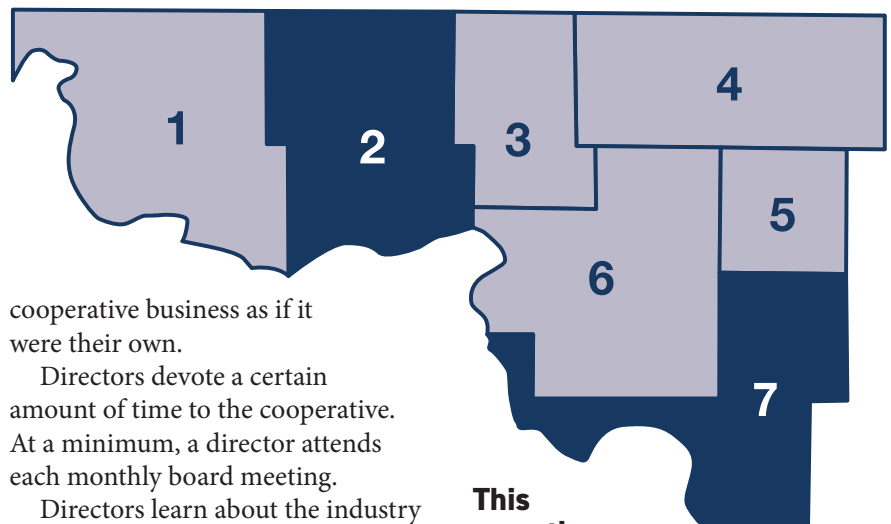 1
2
3
4
5
6
7
cooperative business as if it
were their own.
Directors devote a certain
amount of time to the cooperative.
At a minimum, a director attends
each monthly board meeting.
Directors learn about the industry
This